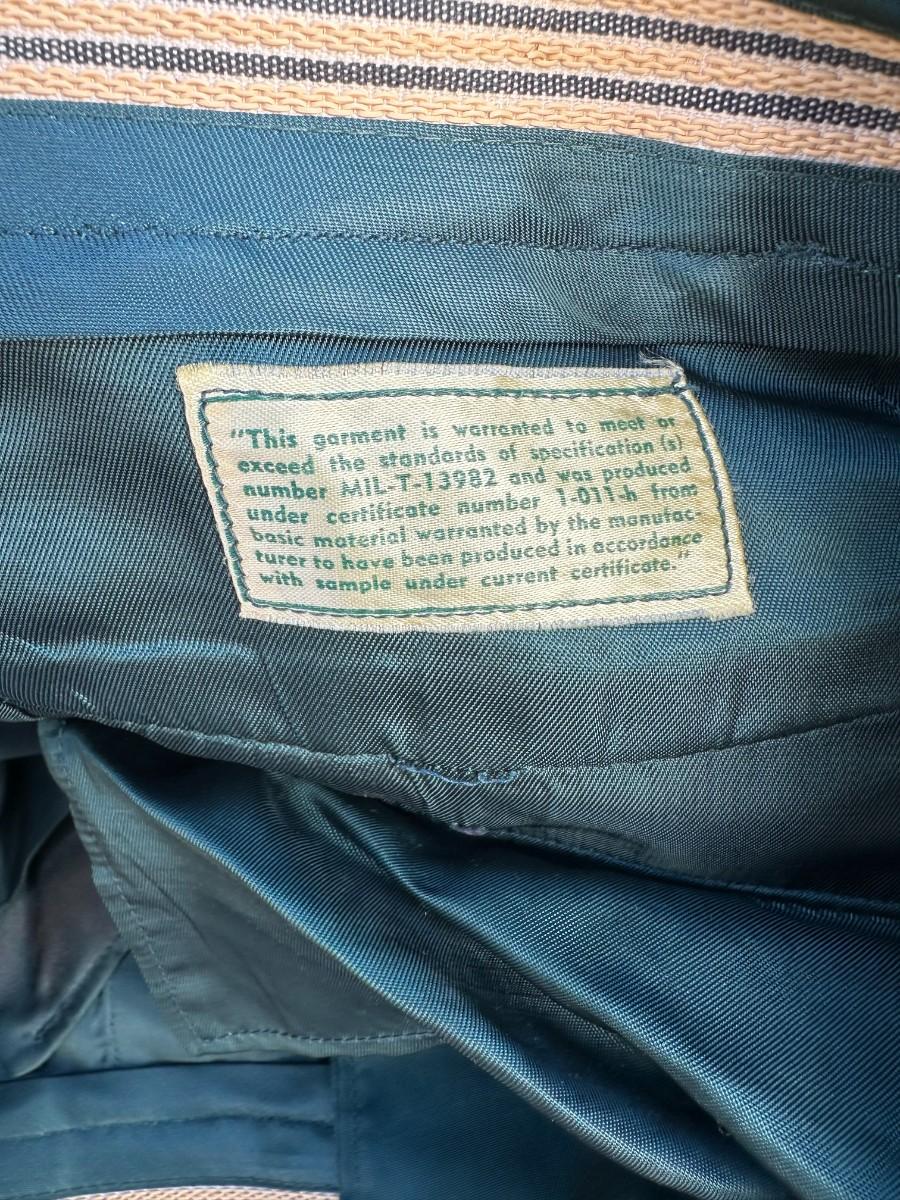 "This garment is warranted to meet or
exceed the standards of specification (s)
number MIL-T-13982 and was produced
under certificate number 1-011-h from
basic material warranted by the manufac-
turer to have been produced in accordance
with sample under current certificate."